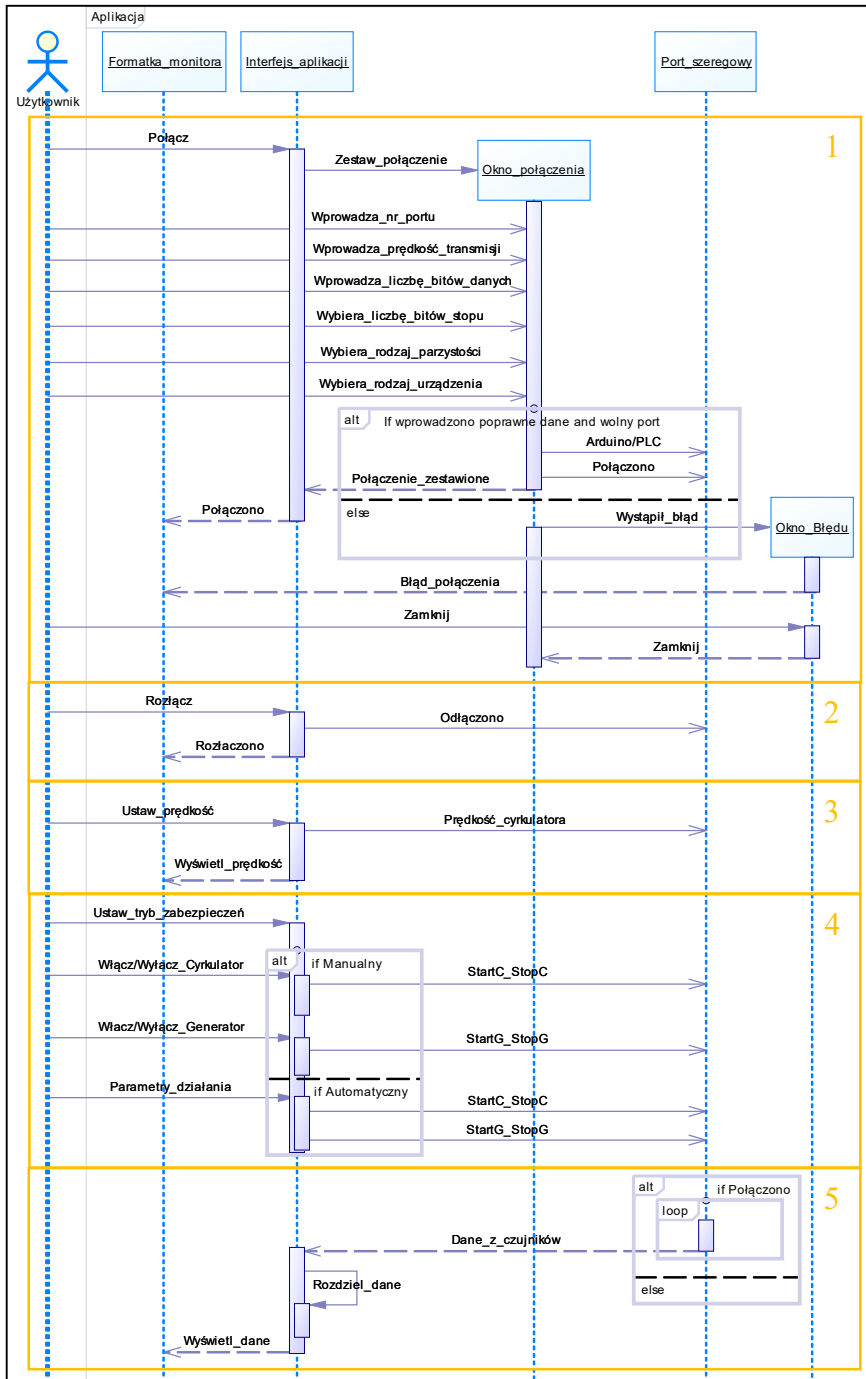 Aplikacja
Użytkownik
Formatka_monitora
Interfejs_aplikacji
Port_szeregowy
1
Połącz
Zestaw_połączenie
Okno_połączenia
Wprowadza_nr_portu
Wprowadza_prędkość_transmisji
Wprowadza_liczbę_bitów_danych
Wybiera_liczbę_bitów_stopu
Wybiera_rodzaj_parzystości
Wybiera_rodzaj_urządzenia
alt
If wprowadzono poprawne dane and wolny port
Arduino/PLC
Połączono
Połączenie_zestawione
Połączono
else
Wystąpił_błąd
Okno_Błędu
Błąd_połączenia
Zamknij
Zamknij
2
Rozłącz
Odłączono
Rozłaczono
3
Ustaw_prędkość
Prędkość_cyrkulatora
Wyświetl_prędkość
4
Ustaw_tryb_zabezpieczeń
alt
if Manualny
Włącz/Wyłącz_Cyrkulator
StartC_StopC
Włacz/Wyłącz_Generator
StartG_StopG
Parametry_działania
if Automatyczny
StartC_StopC
StartG_StopG
5
alt
if Połączono
loop
Dane_z_czujników
Rozdziel_dane
else
Wyświetl_dane